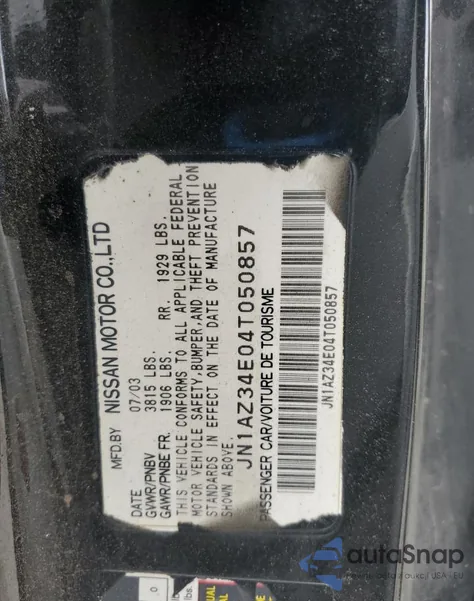 MFD.BY NISSAN MOTOR CO.,LTD
DATE 07/03
GVWR/PNBV 3815 LBS.
GAWR/PNBE FR. 1906 LBS. RR. 1929 LBS.
THIS VEHICLE CONFORMS TO ALL APPLICABLE FEDERAL
MOTOR VEHICLE SAFETY,BUMPER,AND THEFT PREVENTION
STANDARDS IN EFFECT ON THE DATE OF MANUFACTURE
SHOWN ABOVE.
JN1AZ34E04T050857
PASSENGER CAR/VOITURE DE TOURISME
JN1AZ34E04T050857
autoSnap